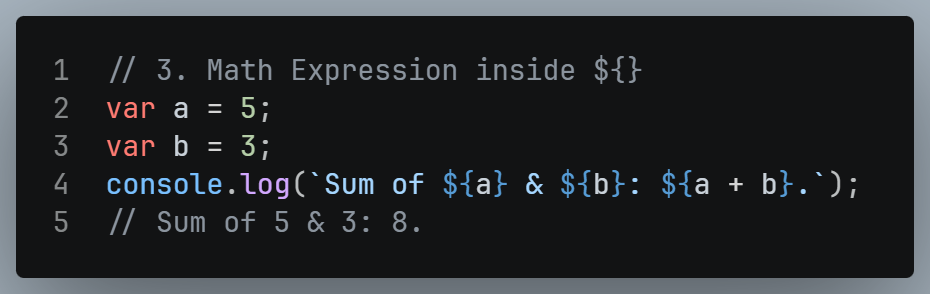 1 // 3. Math Expression inside ${}
2 var a = 5;
3 var b = 3;
4 console.log(`Sum of ${a} & ${b}: ${a + b}.`);
5 // Sum of 5 & 3: 8.